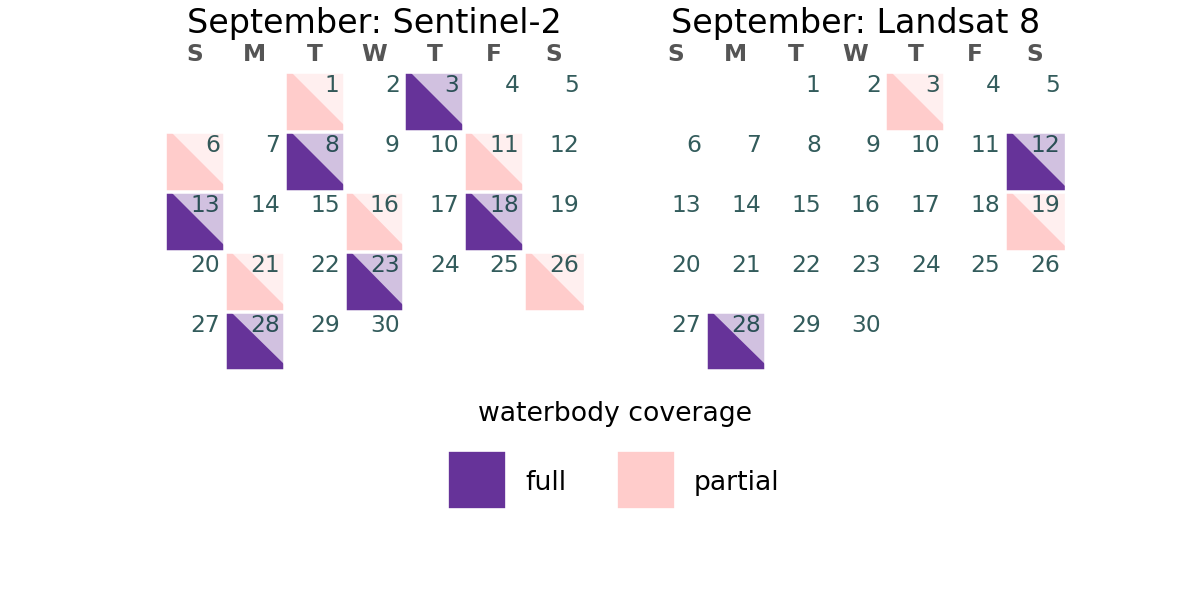 September: Sentinel-2
S M T W T F S
1 2 3 4 5
6 7 8 9 10 11 12
13 14 15 16 17 18 19
20 21 22 23 24 25 26
27 28 29 30
September: Landsat 8
S M T W T F S
1 2 3 4 5
6 7 8 9 10 11 12
13 14 15 16 17 18 19
20 21 22 23 24 25 26
27 28 29 30
waterbody coverage
full partial